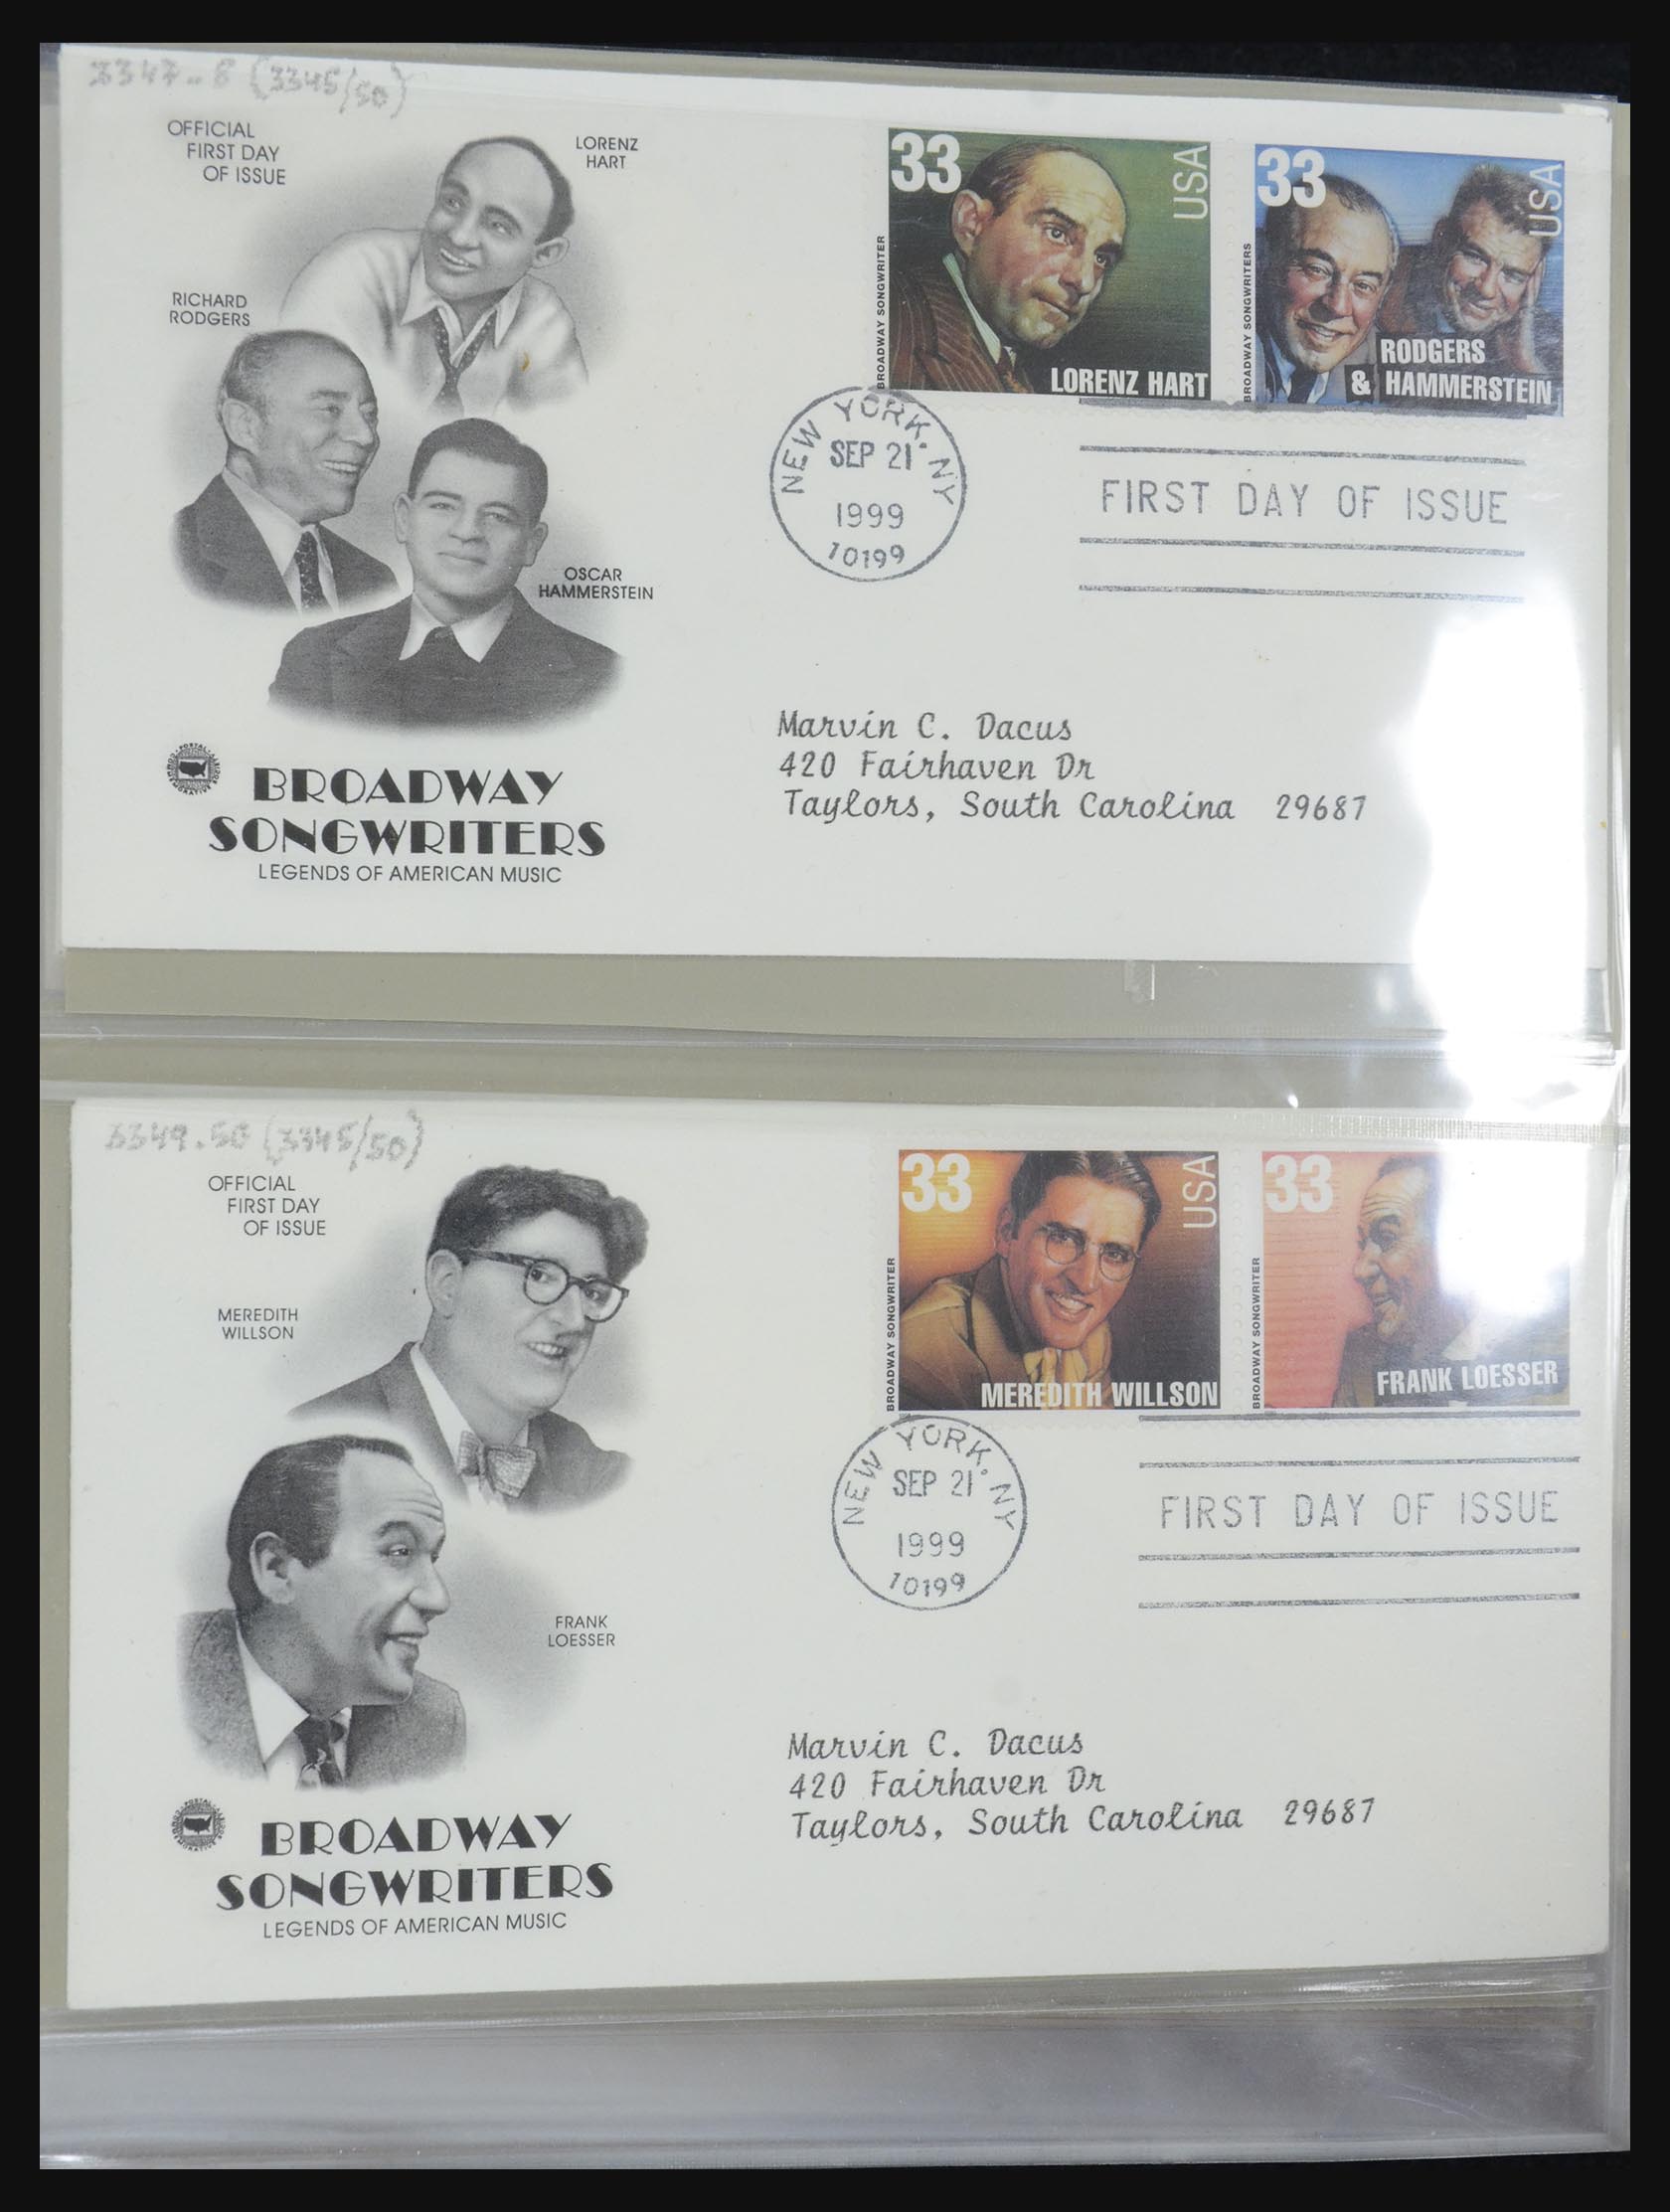 3347-8 (3345/50)
OFFICIAL
FIRST DAY
OF ISSUE
LORENZ
HART
RICHARD
RODGERS
OSCAR
HAMMERSTEIN
BROADWAY
SONGWRITERS
LEGENDS OF AMERICAN MUSIC
33
USA
BROADWAY SONGWRITER
LORENZ HART
33
USA
BROADWAY SONGWRITERS
RODGERS
& HAMMERSTEIN
NEW YORK, NY
SEP 21
1999
10199
FIRST DAY OF ISSUE
Marvin C. Dacus
420 Fairhaven Dr
Taylors, South Carolina 29687
3349.50 (3345/50)
OFFICIAL
FIRST DAY
OF ISSUE
MEREDITH
WILLSON
FRANK
LOESSER
BROADWAY
SONGWRITERS
LEGENDS OF AMERICAN MUSIC
33
USA
BROADWAY SONGWRITER
MEREDITH WILLSON
33
BROADWAY SONGWRITER
FRANK LOESSER
NEW YORK, NY
SEP 21
1999
10199
FIRST DAY OF ISSUE
Marvin C. Dacus
420 Fairhaven Dr
Taylors, South Carolina 29687